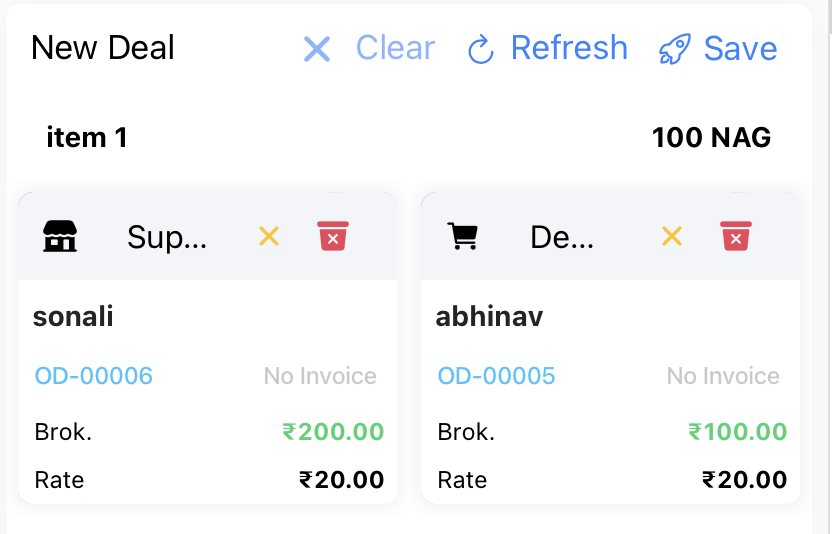 New Deal Clear Refresh Save
item 1 100 NAG
Sup... De...
sonali abhinav
OD-00006 No Invoice OD-00005 No Invoice
Brok. ₹200.00 Brok. ₹100.00
Rate ₹20.00 Rate ₹20.00